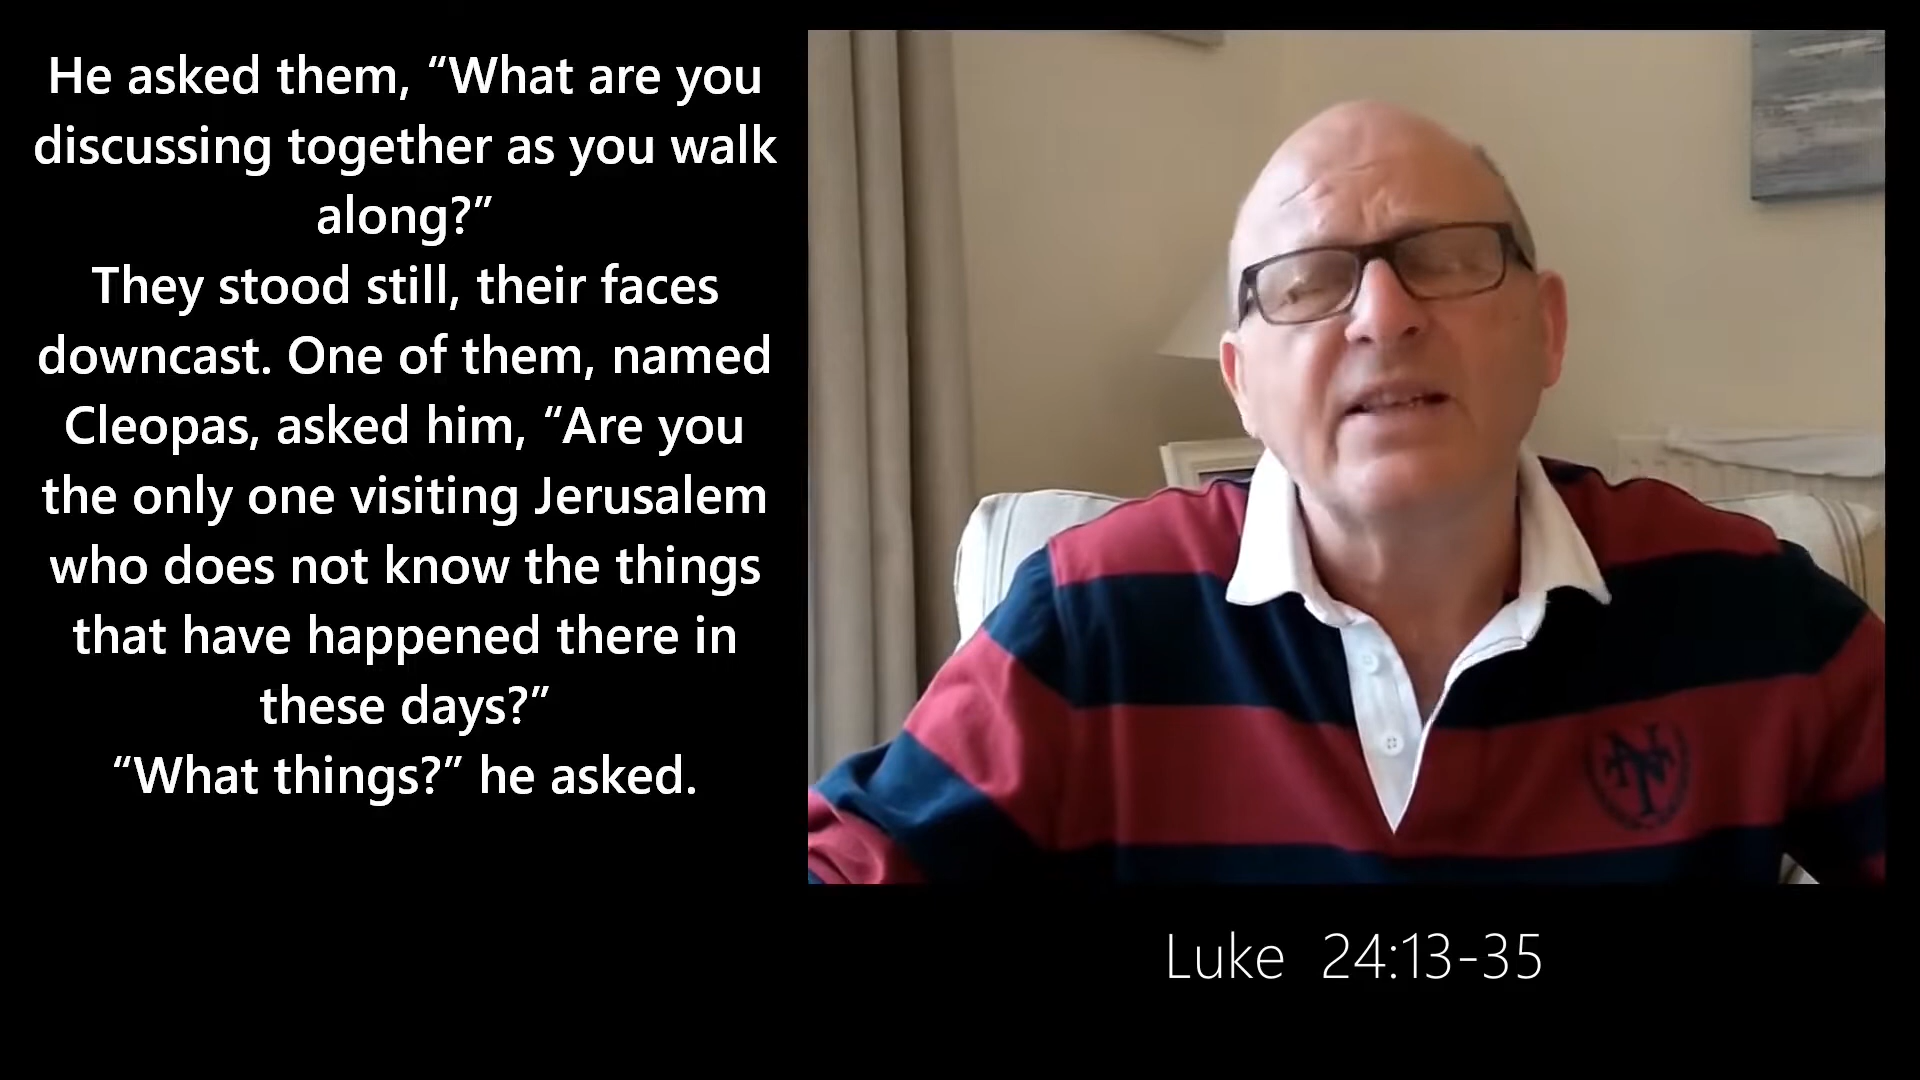 He asked them, “What are you
discussing together as you walk
along?”
They stood still, their faces
downcast. One of them, named
Cleopas, asked him, “Are you
the only one visiting Jerusalem
who does not know the things
that have happened there in
these days?”
“What things?” he asked.
Luke 24:13-35